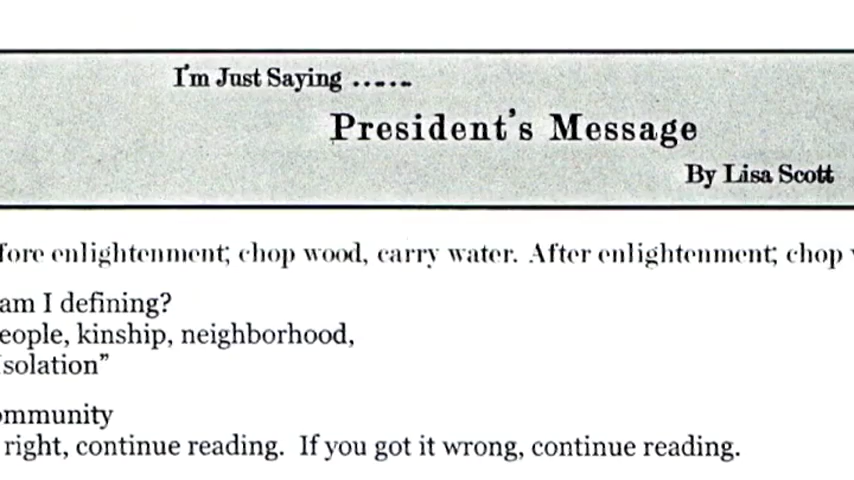 I'm Just Saying ......
President's Message
By Lisa Scott
fore enlightenment; chop wood, carry water. After enlightenment; chop
am I defining?
eople, kinship, neighborhood,
solation”
ommunity
right, continue reading. If you got it wrong, continue reading.